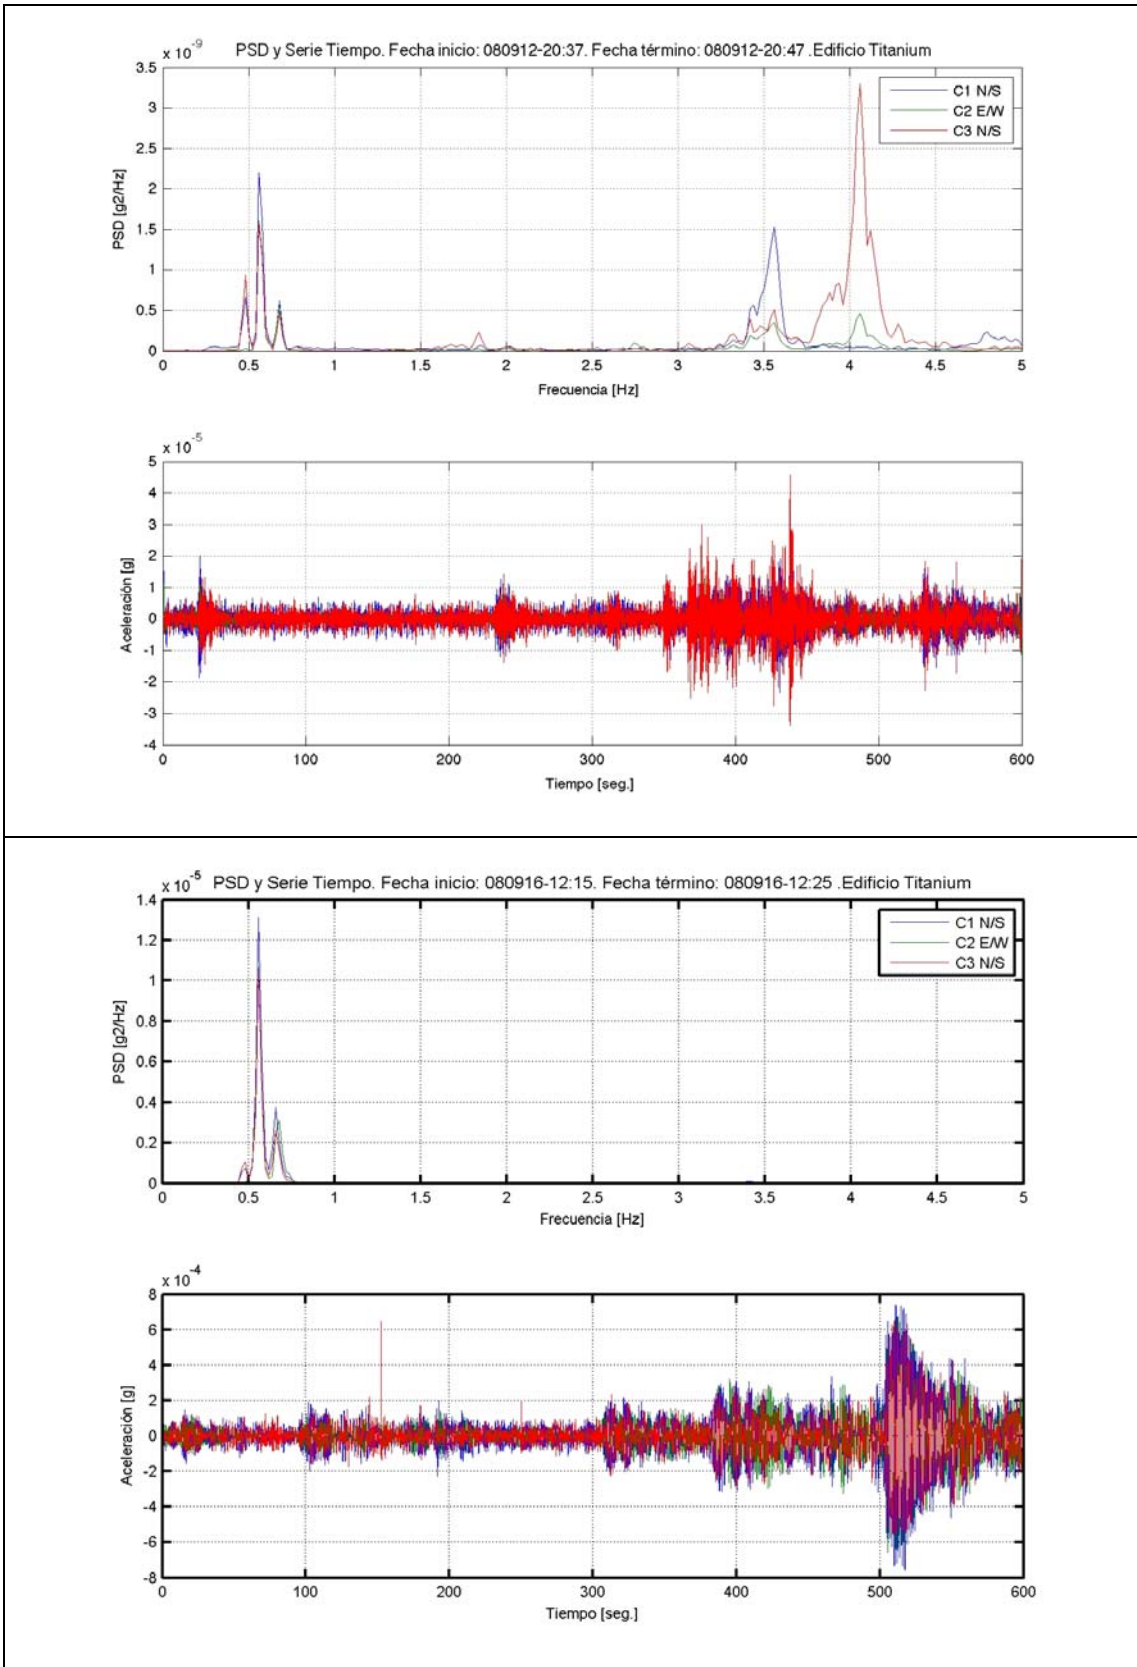 x 10-9
PSD y Serie Tiempo. Fecha inicio: 080912-20:37. Fecha término: 080912-20:47 .Edificio Titanium
3.5
3
2.5
2
1.5
1
0.5
0
PSD [g2/Hz]
C1 N/S
C2 E/W
C3 N/S
0 0.5 1 1.5 2 2.5 3 3.5 4 4.5 5
Frecuencia [Hz]
x 10-5
5
4
3
2
1
0
-1
-2
-3
-4
Aceleración [g]
0 100 200 300 400 500 600
Tiempo [seg.]
x 10-5
PSD y Serie Tiempo. Fecha inicio: 080916-12:15. Fecha término: 080916-12:25 .Edificio Titanium
1.4
1.2
1
0.8
0.6
0.4
0.2
0
PSD [g2/Hz]
C1 N/S
C2 E/W
C3 N/S
0 0.5 1 1.5 2 2.5 3 3.5 4 4.5 5
Frecuencia [Hz]
x 10-4
8
6
4
2
0
-2
-4
-6
-8
Aceleración [g]
0 100 200 300 400 500 600
Tiempo [seg.]